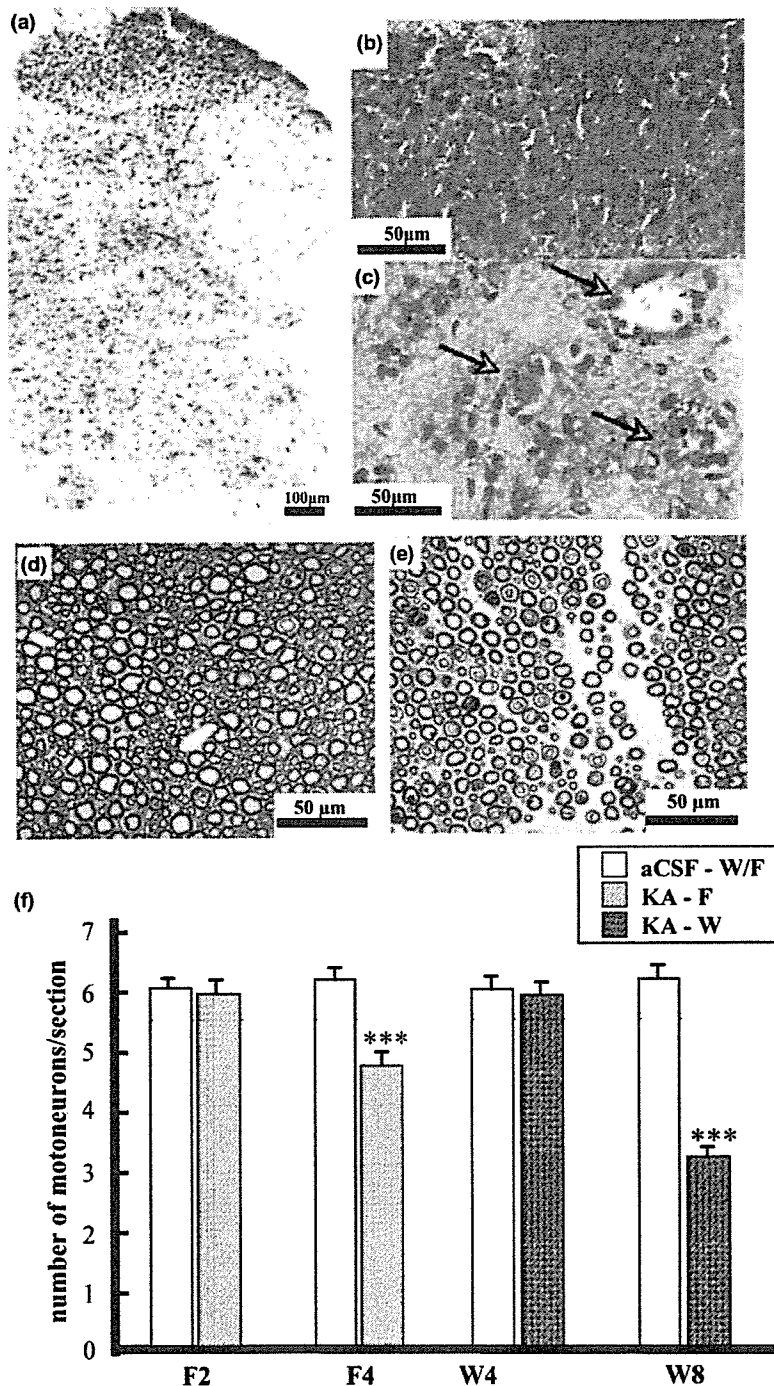 (a)
(b)
50µm
(c)
100µm
50µm
(d)
(e)
50 µm
50 µm
aCSF - W/F
KA - F
KA - W
(f)
7
6
5
4
3
2
1
0
number of motoneurons/section
***
***
F2 F4 W4 W8